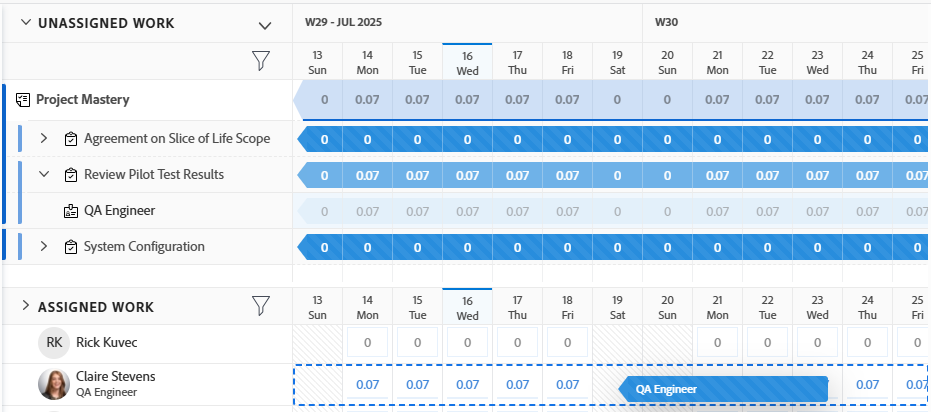 UNASSIGNED WORK W29 - JUL 2025 W30
13 14 15 16 17 18 19 20 21 22 23 24 25
Sun Mon Tue Wed Thu Fri Sat Sun Mon Tue Wed Thu Fri
Project Mastery 0 0.07 0.07 0.07 0.07 0.07 0 0 0.07 0.07 0.07 0.07 0.07
Agreement on Slice of Life Scope 0 0 0 0 0 0 0 0 0 0 0 0 0
Review Pilot Test Results 0 0.07 0.07 0.07 0.07 0.07 0 0 0.07 0.07 0.07 0.07 0.07
QA Engineer 0 0.07 0.07 0.07 0.07 0.07 0 0 0.07 0.07 0.07 0.07 0.07
System Configuration 0 0 0 0 0 0 0 0 0 0 0 0 0
ASSIGNED WORK 13 14 15 16 17 18 19 20 21 22 23 24 25
Sun Mon Tue Wed Thu Fri Sat Sun Mon Tue Wed Thu Fri
RK Rick Kuvec 0 0 0 0 0 0 0 0 0 0
Claire Stevens 0.07 0.07 0.07 0.07 0.07 QA Engineer 0.07 0.07
QA Engineer